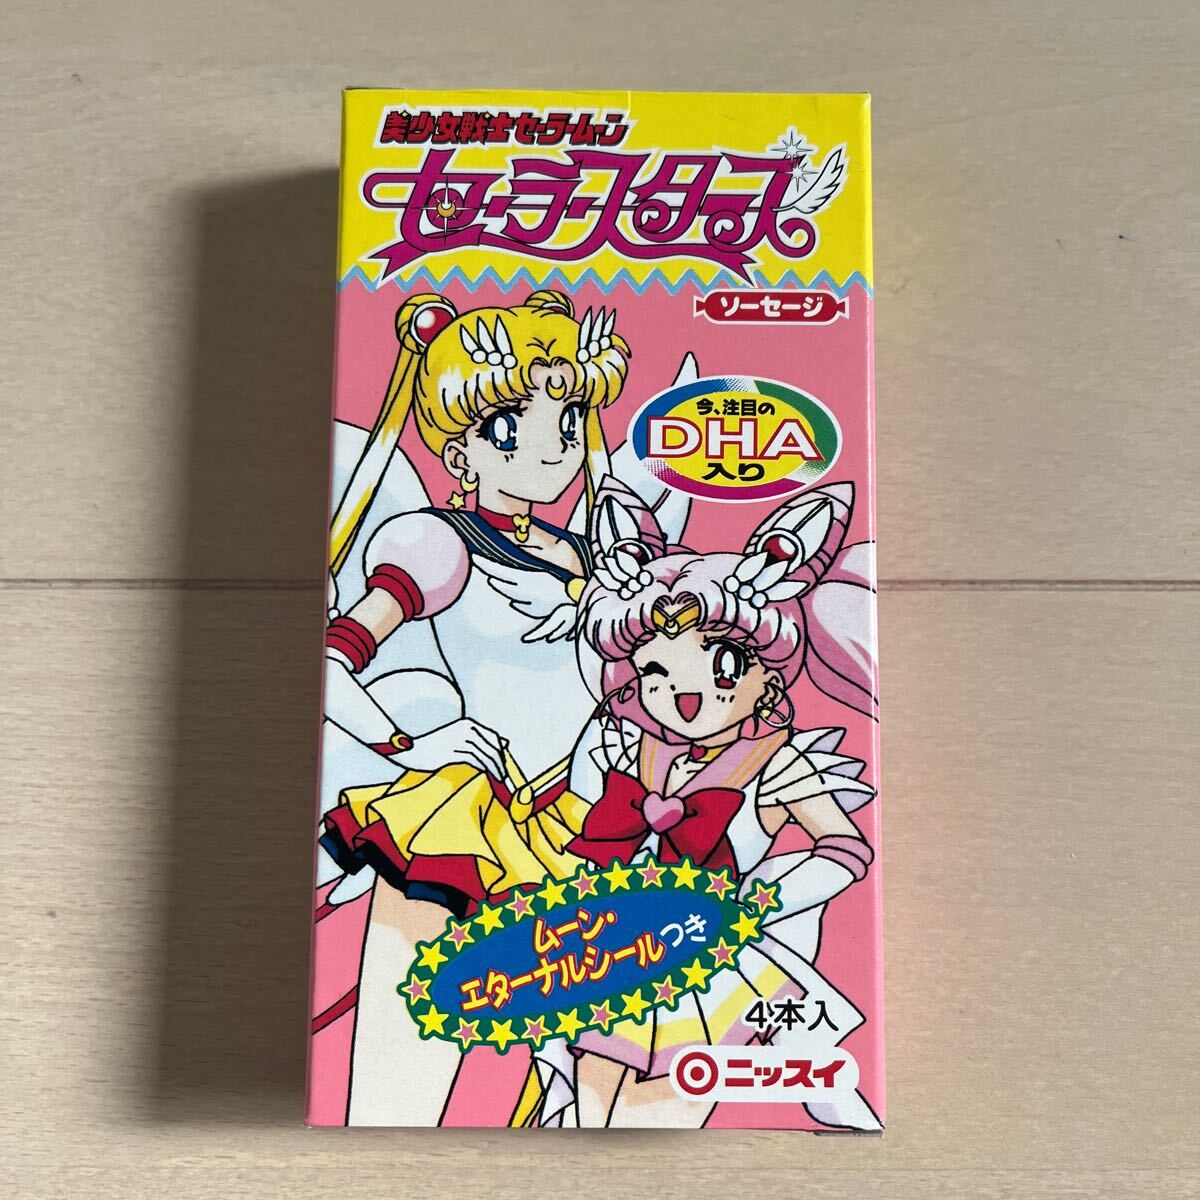 美少女戦士セーラームーン
セーラースターズ
ソーセージ
今、注目の
DHA
入り
ムーン・
エターナルシールつき
4本入
ニッスイ